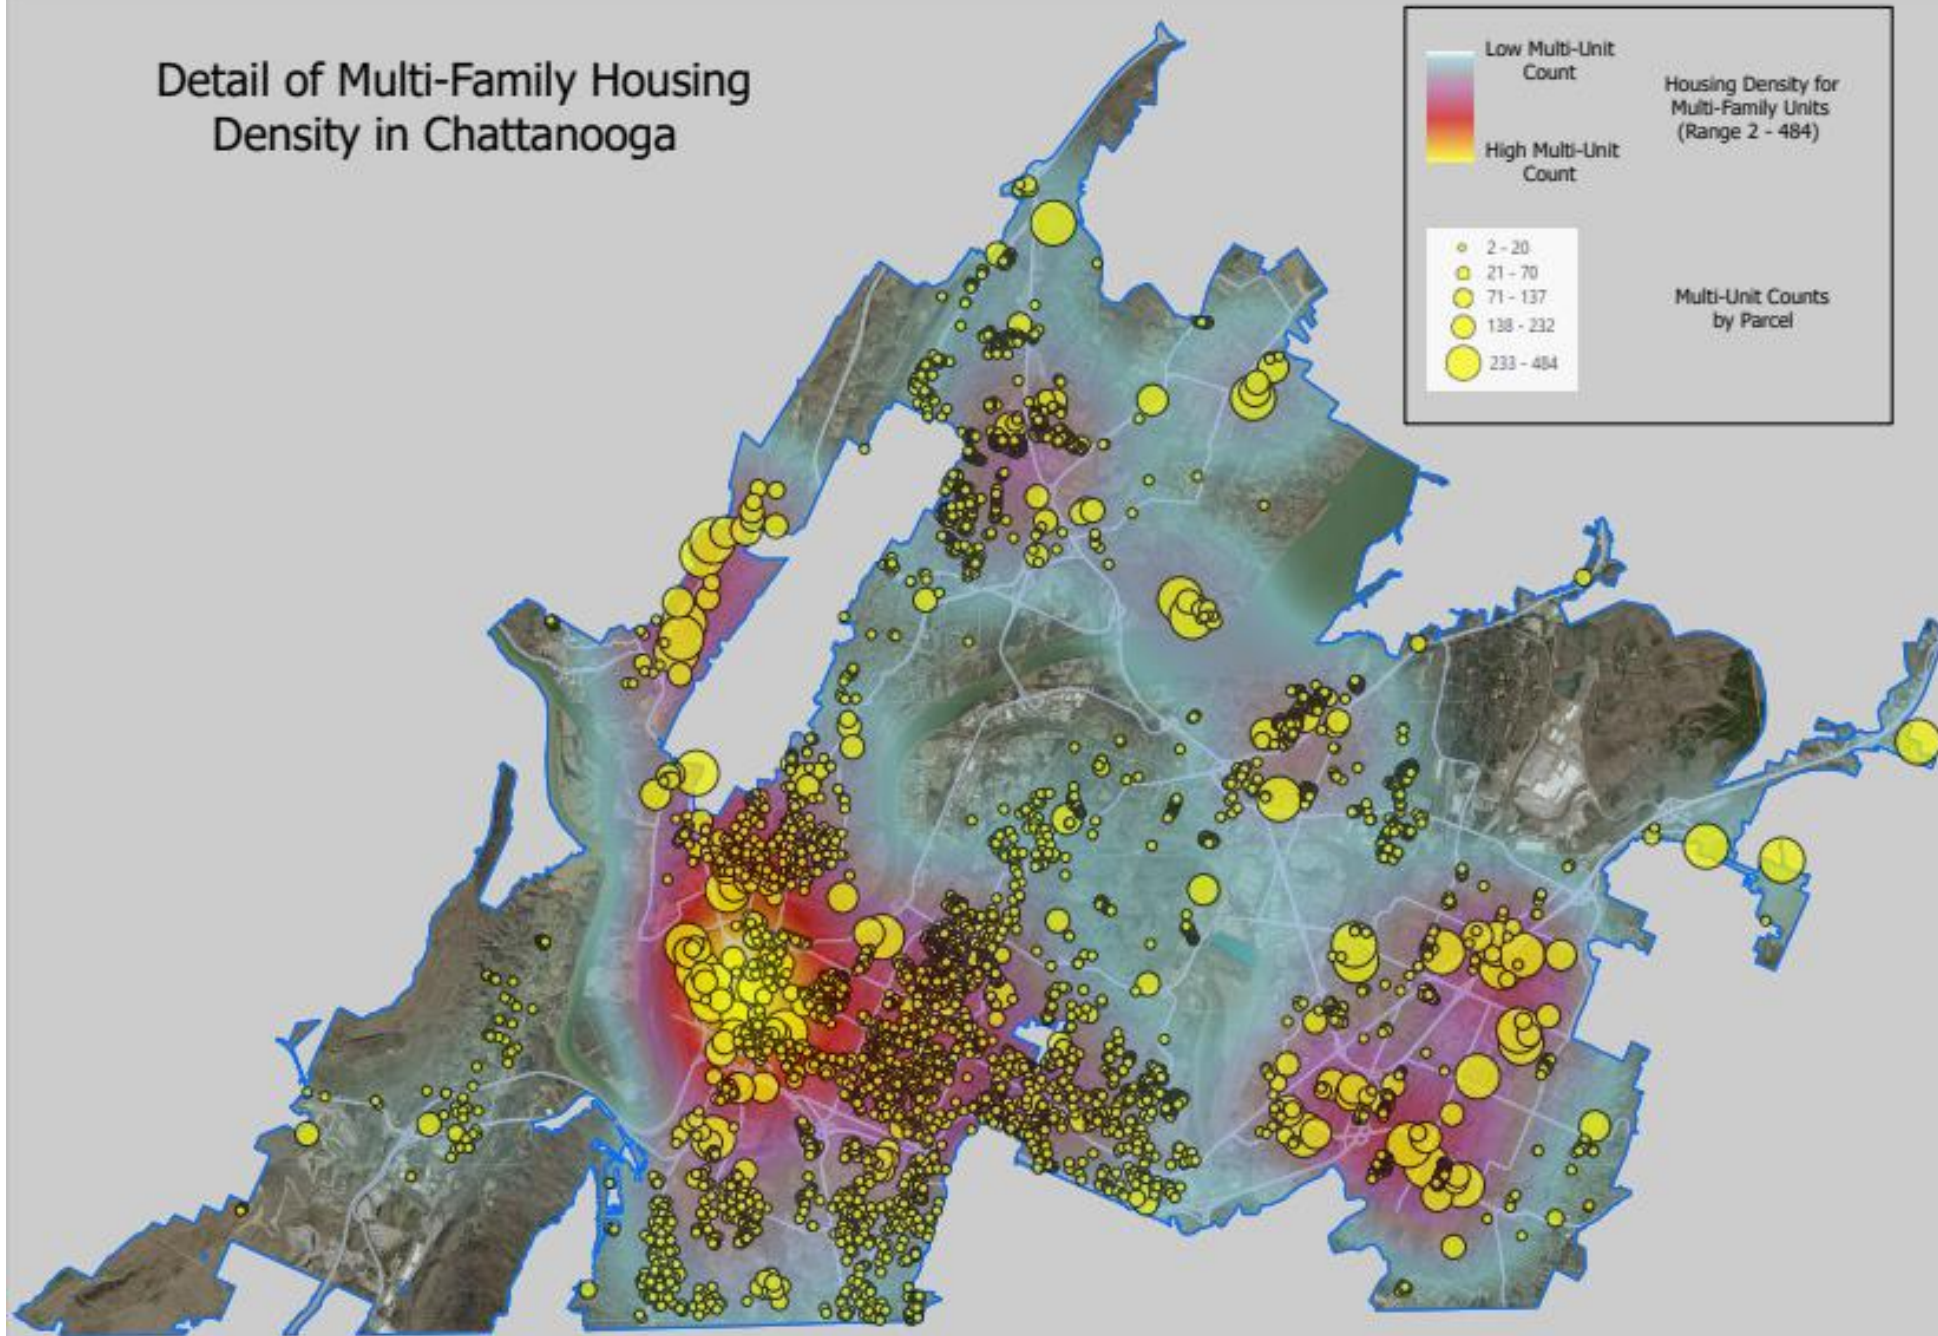 Detail of Multi-Family Housing
Density in Chattanooga
Low Multi-Unit
Count
High Multi-Unit
Count
Housing Density for
Multi-Family Units
(Range 2 - 484)
2 - 20
21 - 70
71 - 137
138 - 232
233 - 484
Multi-Unit Counts
by Parcel